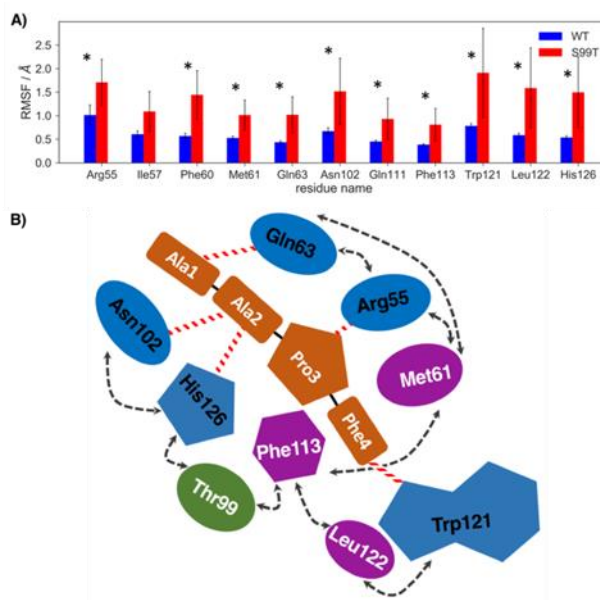 A)
WT
S99T
RMSF / Å
2.5
2.0
1.5
1.0
0.5
0.0
* * * * * * * * * *
Arg55 Ile57 Phe60 Met61 Gln63 Asn102 Gln111 Phe113 Trp121 Leu122 His126
residue name
B)
Gln63
Ala1
Ala2
Arg55
Asn102
Pro3
Met61
His126
Phe4
Phe113
Thr99
Trp121
Leu122